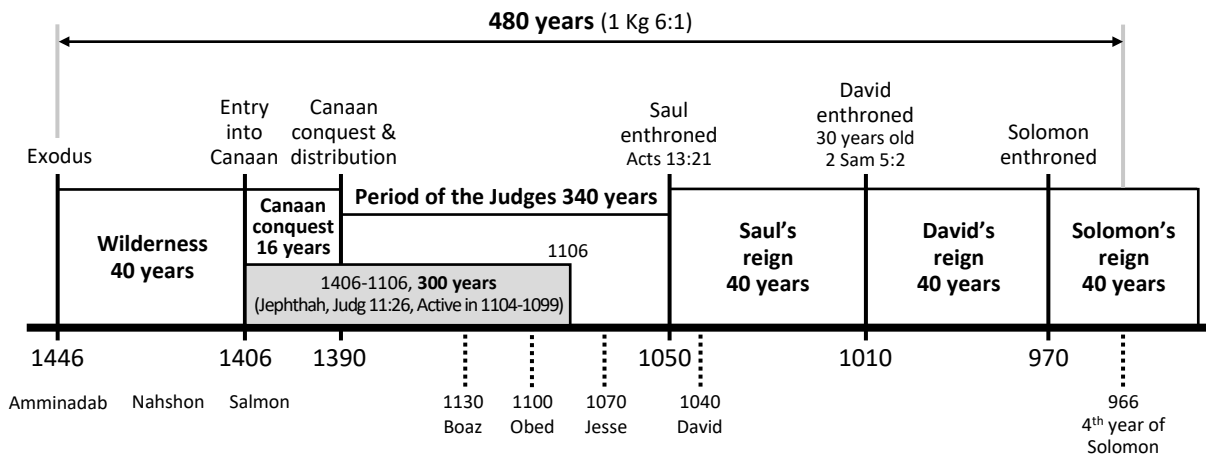 480 years (1 Kg 6:1)
Exodus
Entry
into
Canaan
Canaan
conquest &
distribution
Saul
enthroned
Acts 13:21
David
enthroned
30 years old
2 Sam 5:2
Solomon
enthroned
Wilderness
40 years
Canaan
conquest
16 years
Period of the Judges 340 years
1106
1406-1106, 300 years
(Jephthah, Judg 11:26, Active in 1104-1099)
Saul's
reign
40 years
David's
reign
40 years
Solomon's
reign
40 years
1446
1406
1390
1050
1010
970
Amminadab
Nahshon
Salmon
1130
Boaz
1100
Obed
1070
Jesse
1040
David
966
4th year of
Solomon